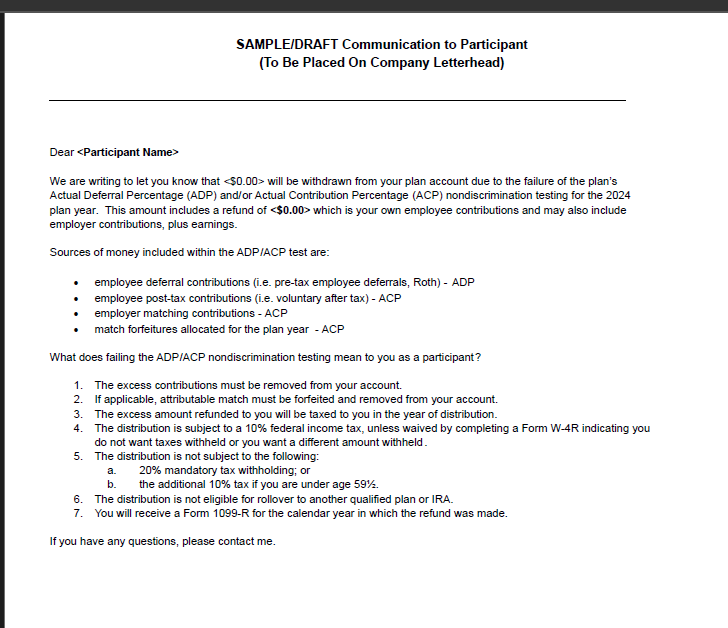 SAMPLE/DRAFT Communication to Participant
(To Be Placed On Company Letterhead)
Dear <Participant Name>
We are writing to let you know that <$0.00> will be withdrawn from your plan account due to the failure of the plan's
Actual Deferral Percentage (ADP) and/or Actual Contribution Percentage (ACP) nondiscrimination testing for the 2024
plan year. This amount includes a refund of <$0.00> which is your own employee contributions and may also include
employer contributions, plus earnings.
Sources of money included within the ADP/ACP test are:
• employee deferral contributions (i.e. pre-tax employee deferrals, Roth) - ADP
• employee post-tax contributions (i.e. voluntary after tax) - ACP
• employer matching contributions - ACP
• match forfeitures allocated for the plan year - ACP
What does failing the ADP/ACP nondiscrimination testing mean to you as a participant?
1. The excess contributions must be removed from your account.
2. If applicable, attributable match must be forfeited and removed from your account.
3. The excess amount refunded to you will be taxed to you in the year of distribution.
4. The distribution is subject to a 10% federal income tax, unless waived by completing a Form W-4R indicating you
do not want taxes withheld or you want a different amount withheld.
5. The distribution is not subject to the following:
a. 20% mandatory tax withholding; or
b. the additional 10% tax if you are under age 59½.
6. The distribution is not eligible for rollover to another qualified plan or IRA.
7. You will receive a Form 1099-R for the calendar year in which the refund was made.
If you have any questions, please contact me.